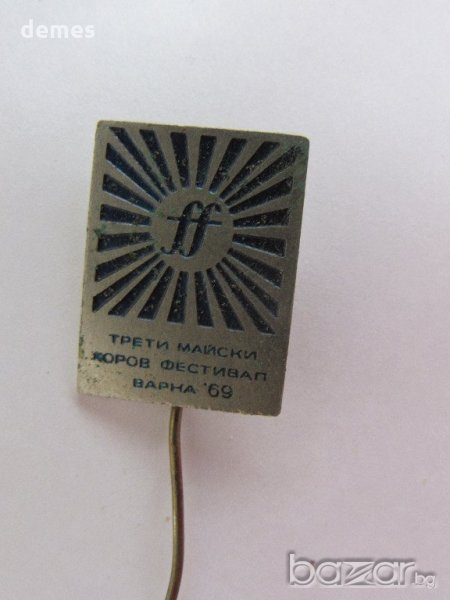 demes
ff
ТРЕТИ МАЙСКИ
ХОРОВ ФЕСТИВАЛ
ВАРНА '69
bazar.bg